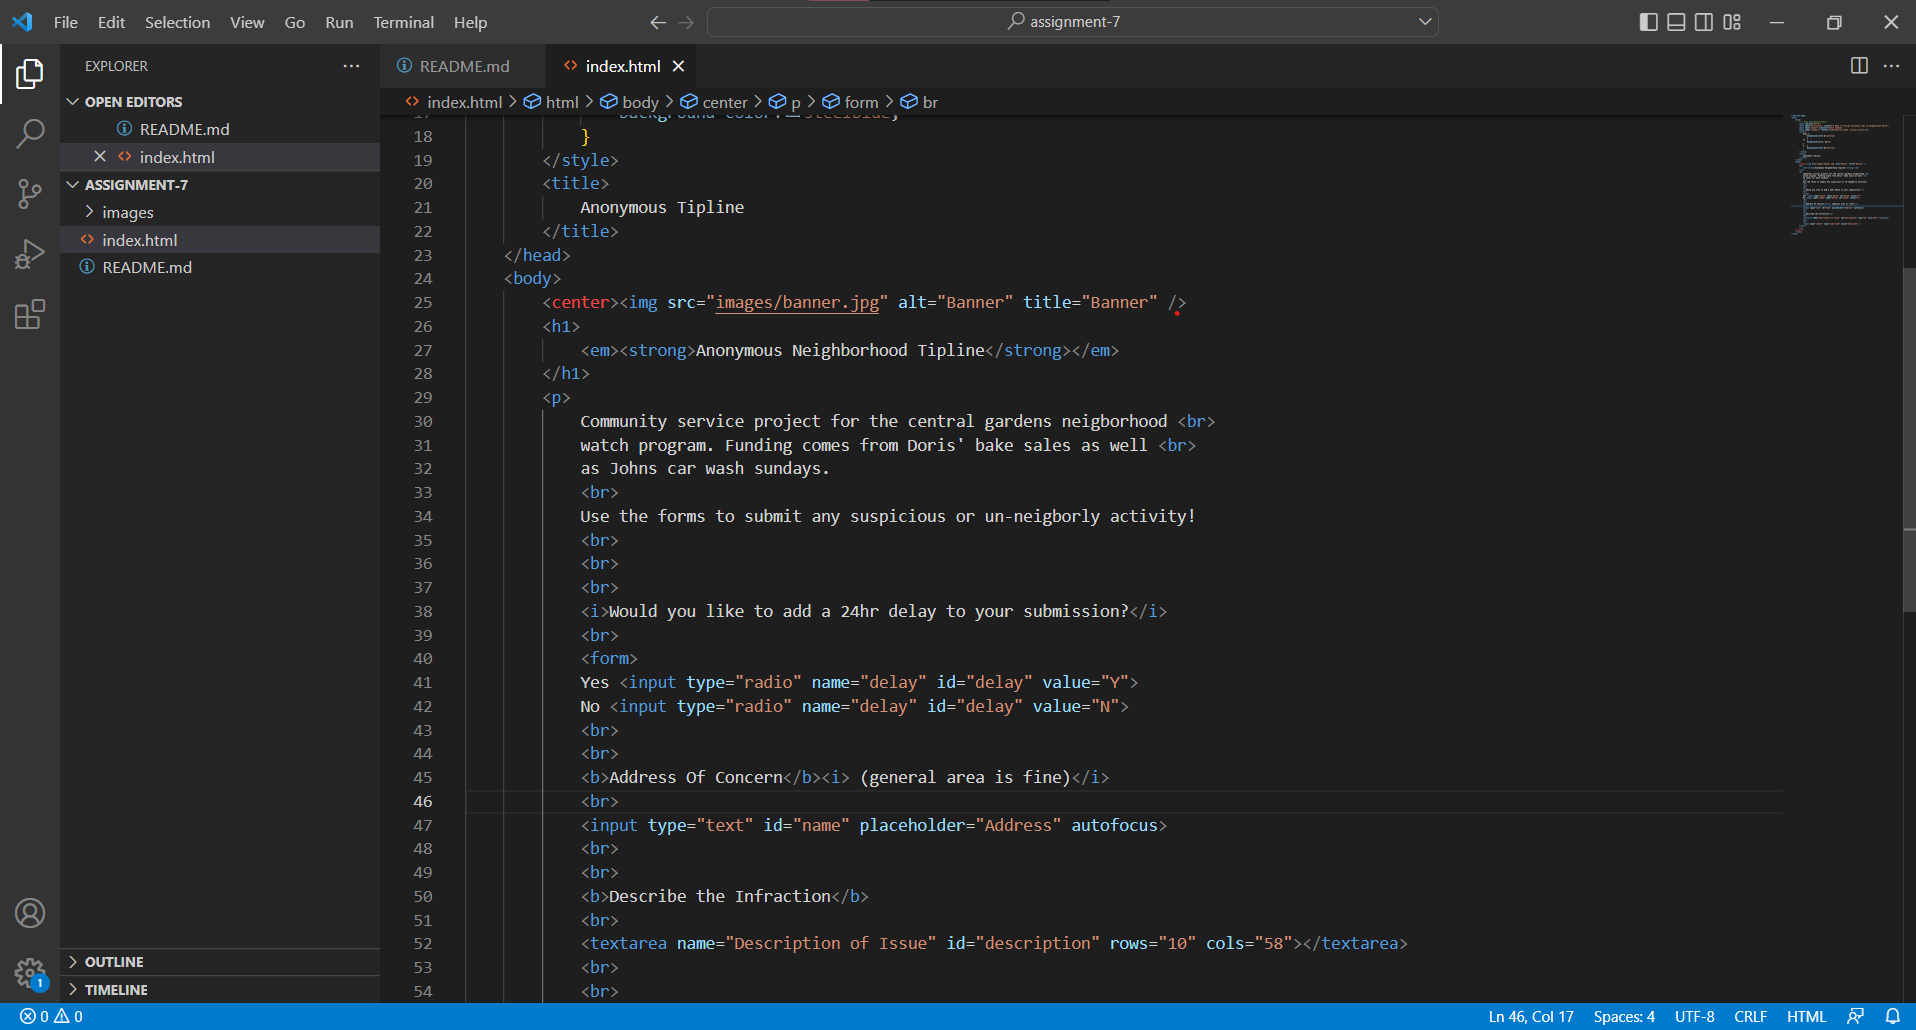 File Edit Selection View Go Run Terminal Help
assignment-7
EXPLORER
OPEN EDITORS
README.md
index.html
ASSIGNMENT-7
images
index.html
README.md
OUTLINE
TIMELINE
README.md
index.html
index.html > html > body > center > p > form > br
18 }
19 </style>
20 <title>
21 Anonymous Tipline
22 </title>
23 </head>
24 <body>
25 <center><img src="images/banner.jpg" alt="Banner" title="Banner" />
26 <h1>
27 <em><strong>Anonymous Neighborhood Tipline</strong></em>
28 </h1>
29 <p>
30 Community service project for the central gardens neigborhood <br>
31 watch program. Funding comes from Doris' bake sales as well <br>
32 as Johns car wash sundays.
33 <br>
34 Use the forms to submit any suspicious or un-neigborly activity!
35 <br>
36 <br>
37 <br>
38 <i>Would you like to add a 24hr delay to your submission?</i>
39 <br>
40 <form>
41 Yes <input type="radio" name="delay" id="delay" value="Y">
42 No <input type="radio" name="delay" id="delay" value="N">
43 <br>
44 <br>
45 <b>Address Of Concern</b><i> (general area is fine)</i>
46 <br>
47 <input type="text" id="name" placeholder="Address" autofocus>
48 <br>
49 <br>
50 <b>Describe the Infraction</b>
51 <br>
52 <textarea name="Description of Issue" id="description" rows="10" cols="58"></textarea>
53 <br>
54 <br>
1
0 0
Ln 46, Col 17 Spaces: 4 UTF-8 CRLF HTML